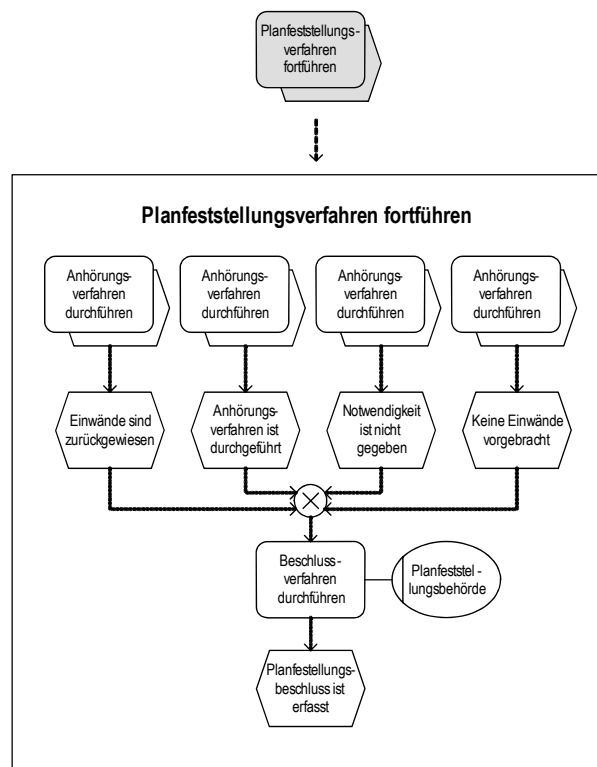 Planfeststellungs-
verfahren
fortführen
Planfeststellungsverfahren fortführen
Anhörungs-
verfahren
durchführen
Anhörungs-
verfahren
durchführen
Anhörungs-
verfahren
durchführen
Anhörungs-
verfahren
durchführen
Einwände sind
zurückgewiesen
Anhörungs-
verfahren ist
durchgeführt
Notwendigkeit
ist nicht
gegeben
Keine Einwände
vorgebracht
Beschluss-
verfahren
durchführen
Planfeststel -
lungsbehörde
Planfestellungs-
beschluss ist
erfasst